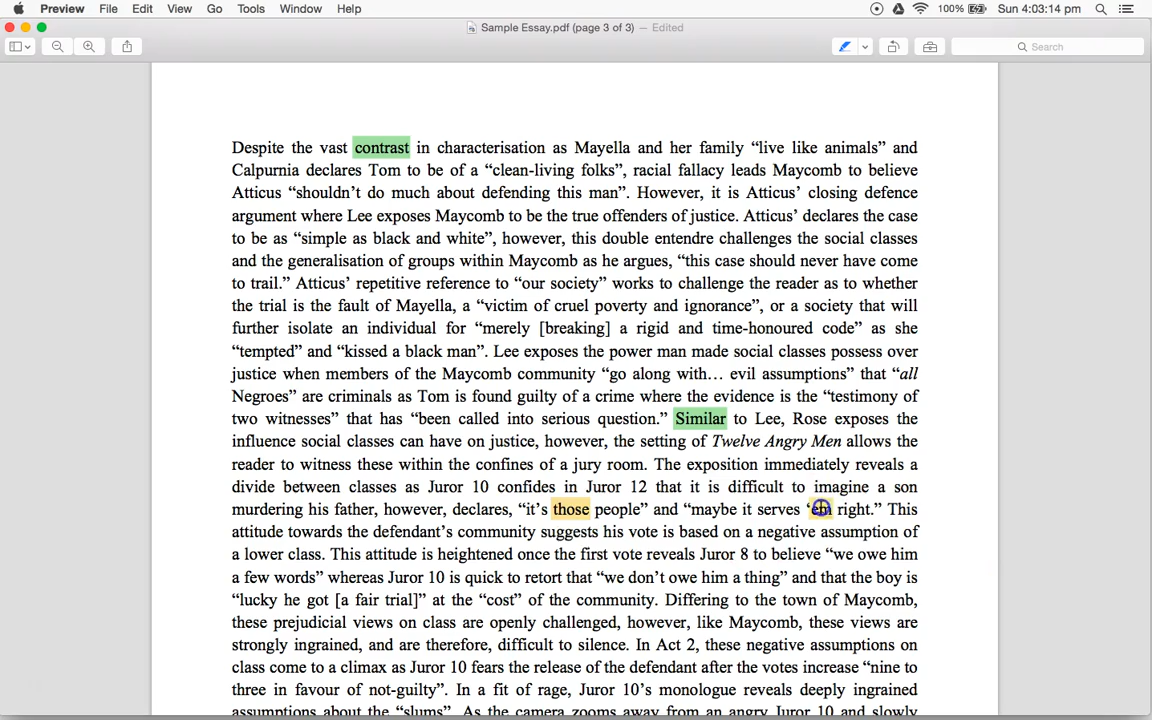 Preview File Edit View Go Tools Window Help 100% Sun 4:03:14 pm
Sample Essay.pdf (page 3 of 3) — Edited
Search
Despite the vast contrast in characterisation as Mayella and her family “live like animals” and
Calpurnia declares Tom to be of a “clean-living folks”, racial fallacy leads Maycomb to believe
Atticus “shouldn’t do much about defending this man”. However, it is Atticus’ closing defence
argument where Lee exposes Maycomb to be the true offenders of justice. Atticus’ declares the case
to be as “simple as black and white”, however, this double entendre challenges the social classes
and the generalisation of groups within Maycomb as he argues, “this case should never have come
to trail.” Atticus’ repetitive reference to “our society” works to challenge the reader as to whether
the trial is the fault of Mayella, a “victim of cruel poverty and ignorance”, or a society that will
further isolate an individual for “merely [breaking] a rigid and time-honoured code” as she
“tempted” and “kissed a black man”. Lee exposes the power man made social classes possess over
justice when members of the Maycomb community “go along with… evil assumptions” that “all
Negroes” are criminals as Tom is found guilty of a crime where the evidence is the “testimony of
two witnesses” that has “been called into serious question.” Similar to Lee, Rose exposes the
influence social classes can have on justice, however, the setting of Twelve Angry Men allows the
reader to witness these within the confines of a jury room. The exposition immediately reveals a
divide between classes as Juror 10 confides in Juror 12 that it is difficult to imagine a son
murdering his father, however, declares, “it’s those people” and “maybe it serves ‘em right.” This
attitude towards the defendant’s community suggests his vote is based on a negative assumption of
a lower class. This attitude is heightened once the first vote reveals Juror 8 to believe “we owe him
a few words” whereas Juror 10 is quick to retort that “we don’t owe him a thing” and that the boy is
“lucky he got [a fair trial]” at the “cost” of the community. Differing to the town of Maycomb,
these prejudicial views on class are openly challenged, however, like Maycomb, these views are
strongly ingrained, and are therefore, difficult to silence. In Act 2, these negative assumptions on
class come to a climax as Juror 10 fears the release of the defendant after the votes increase “nine to
three in favour of not-guilty”. In a fit of rage, Juror 10’s monologue reveals deeply ingrained
assumptions about the “slums”. As the camera zooms away from an angry Juror 10 and slowly